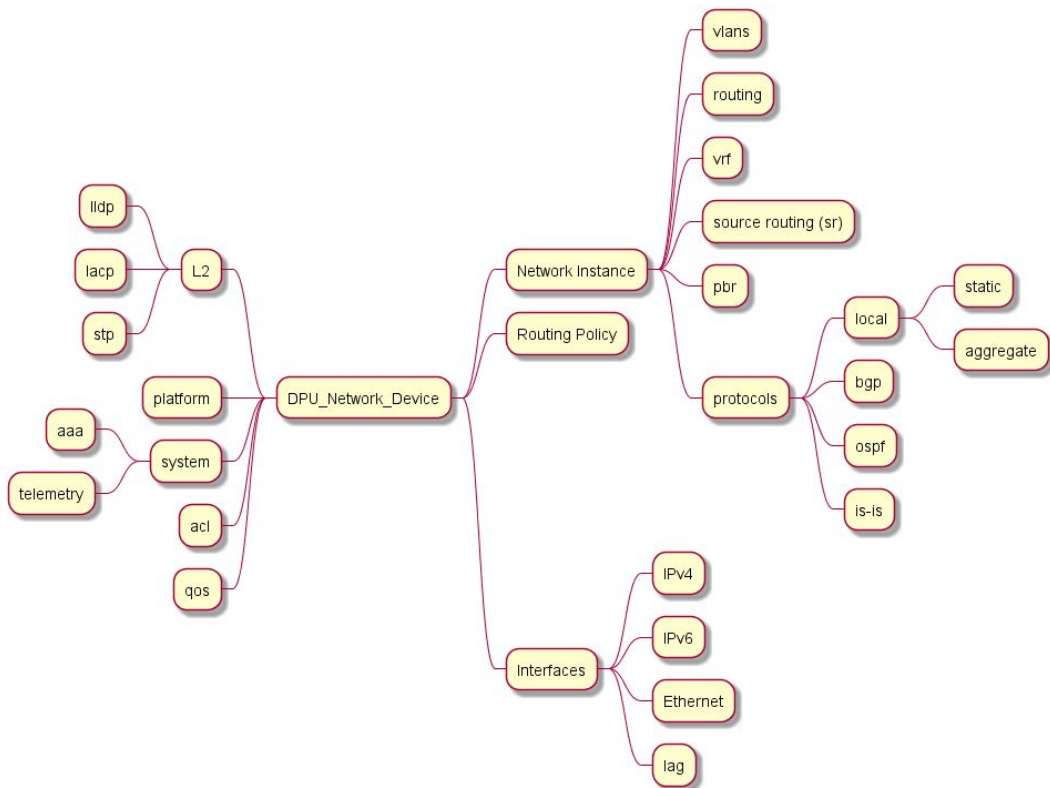 vlans
routing
vrf
source routing (sr)
pbr
Network Instance
Routing Policy
protocols
local
static
aggregate
bgp
ospf
is-is
Interfaces
IPv4
IPv6
Ethernet
lag
DPU_Network_Device
L2
lldp
lacp
stp
platform
system
aaa
telemetry
acl
qos